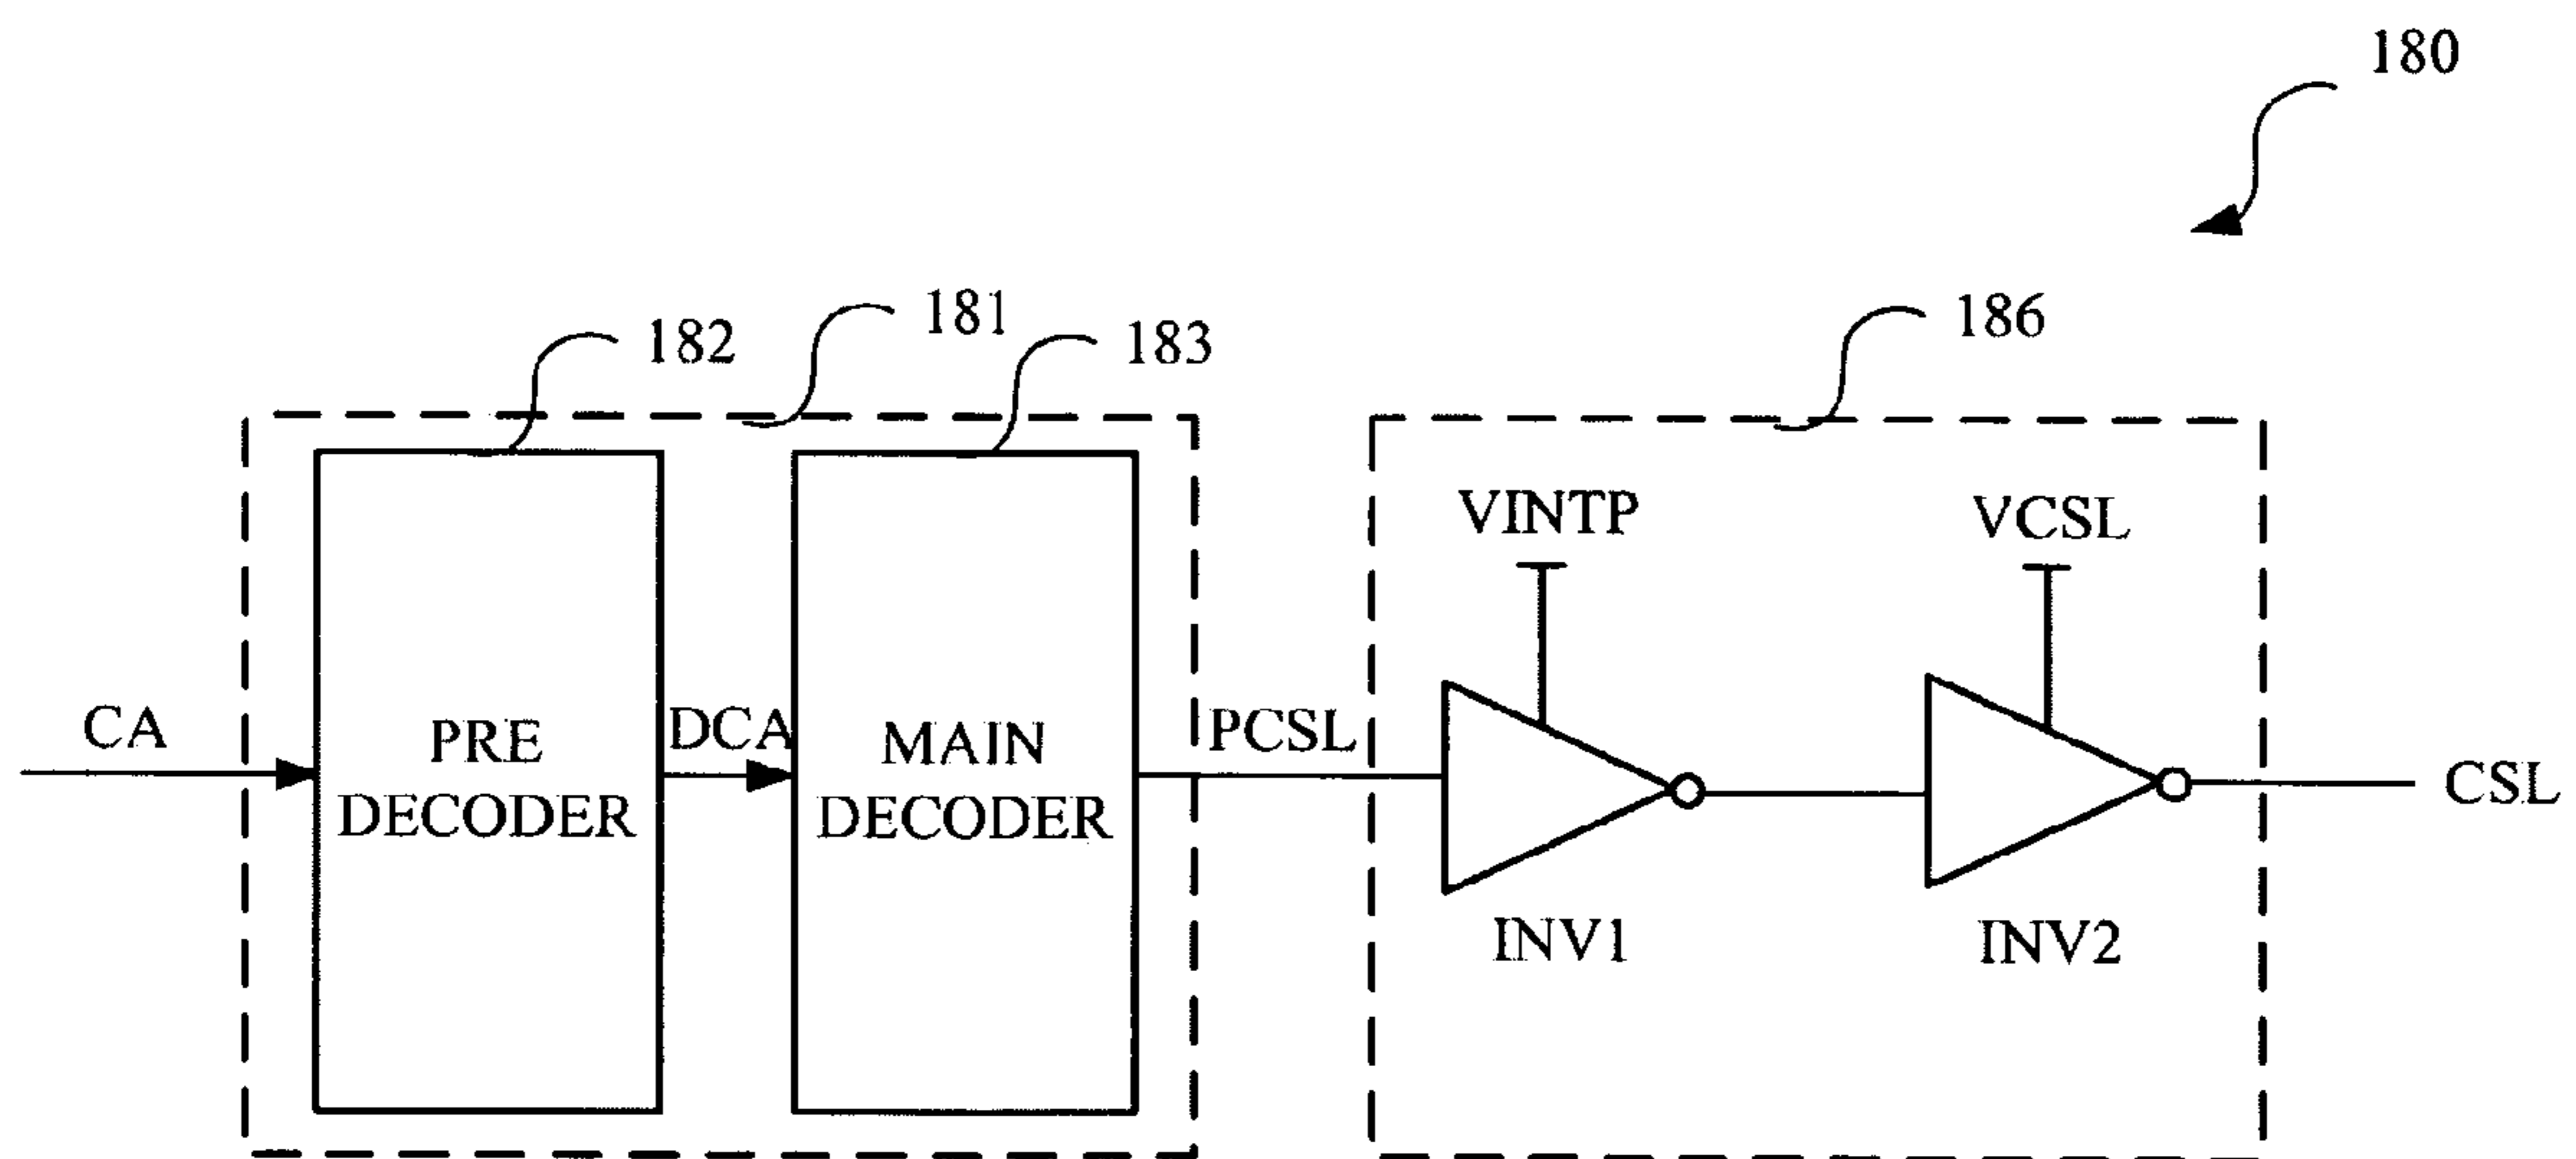 180
181
182
183
186
VINTP
VCSL
CA
PRE
DECODER
DCA
MAIN
DECODER
PCSL
CSL
INV1
INV2